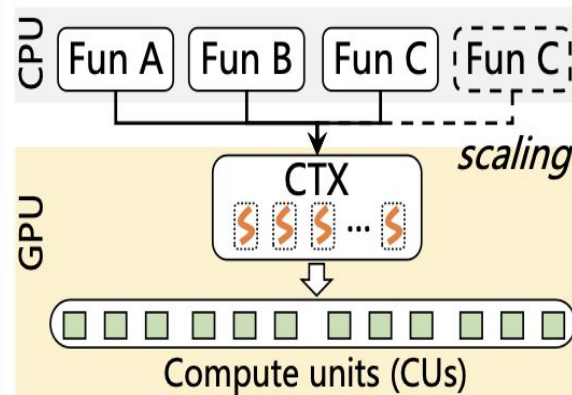 CPU
Fun A
Fun B
Fun C
Fun C
scaling
GPU
CTX
...
Compute units (CUs)